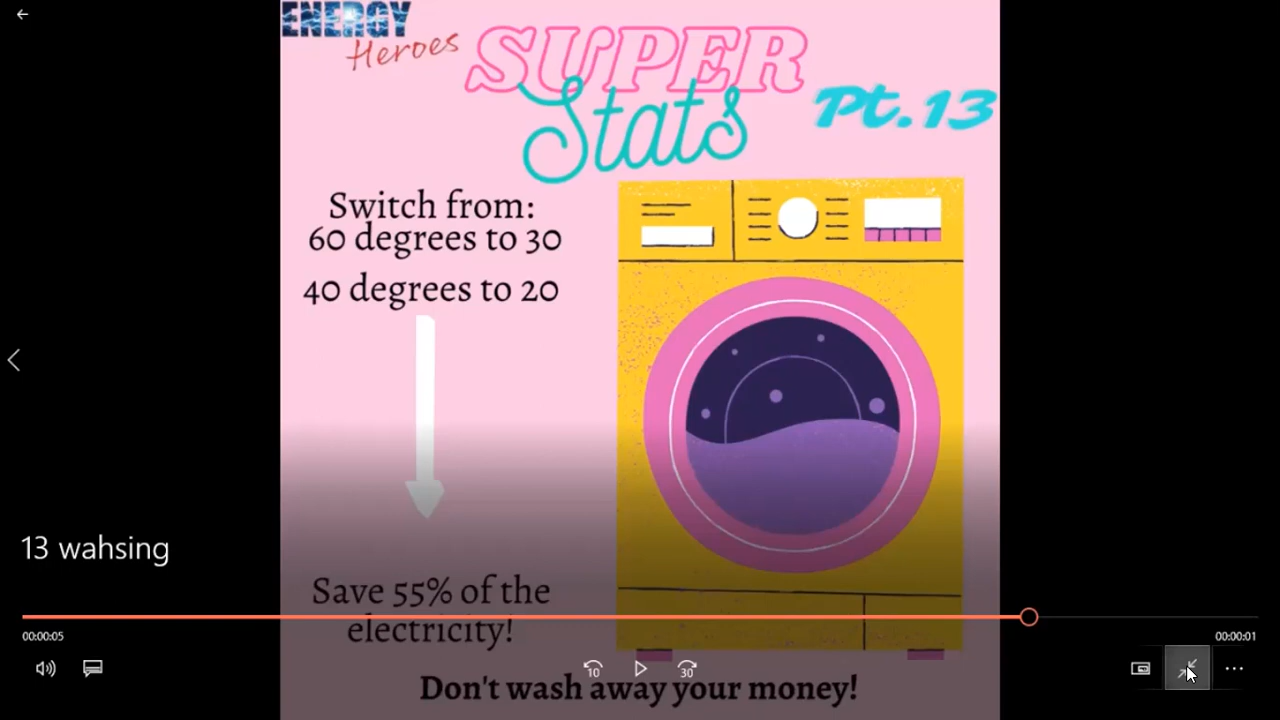 ENERGY
Heroes
SUPER
Stats
Pt.13
Switch from:
60 degrees to 30
40 degrees to 20
Save 55% of the
electricity!
Don't wash away your money!
13 wahsing
00:00:05
00:00:01
10
30